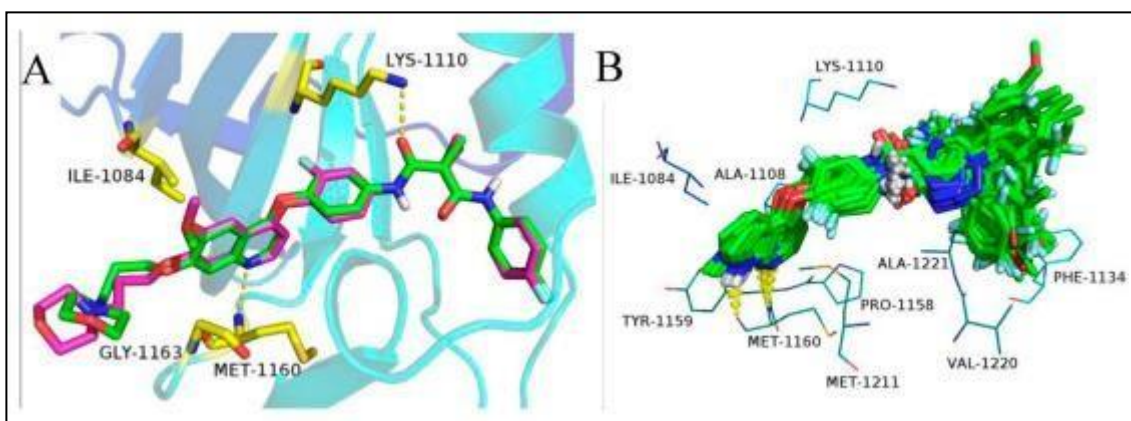 A
LYS-1110
ILE-1084
GLY-1163
MET-1160
B
LYS-1110
ILE-1084
ALA-1108
ALA-1221
PHE-1134
PRO-1158
TYR-1159
MET-1160
VAL-1220
MET-1211